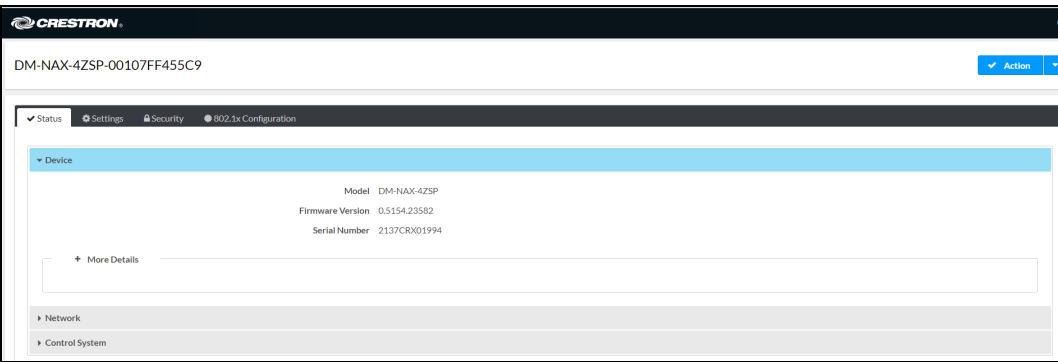 CRESTRON
DM-NAX-4ZSP-00107FF455C9
Action
Status Settings Security 802.1x Configuration
Device
Model DM-NAX-4ZSP
Firmware Version 0.5154.23582
Serial Number 2137CRX01994
+ More Details
Network
Control System